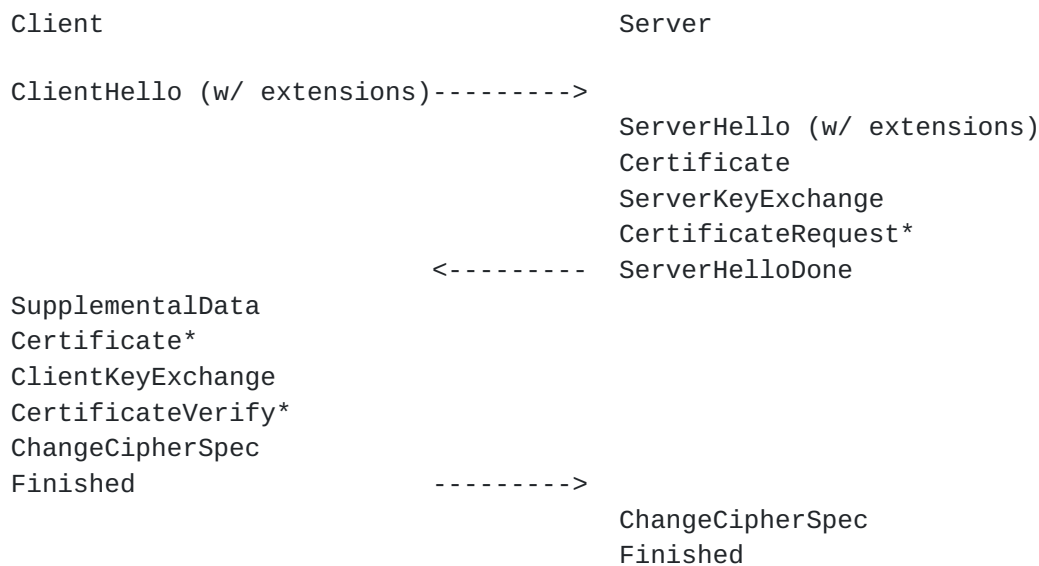 Client                                 Server

ClientHello (w/ extensions)--------->
                                       ServerHello (w/ extensions)
                                       Certificate
                                       ServerKeyExchange
                                       CertificateRequest*
                           <---------  ServerHelloDone
SupplementalData
Certificate*
ClientKeyExchange
CertificateVerify*
ChangeCipherSpec
Finished                   --------->
                                       ChangeCipherSpec
                                       Finished